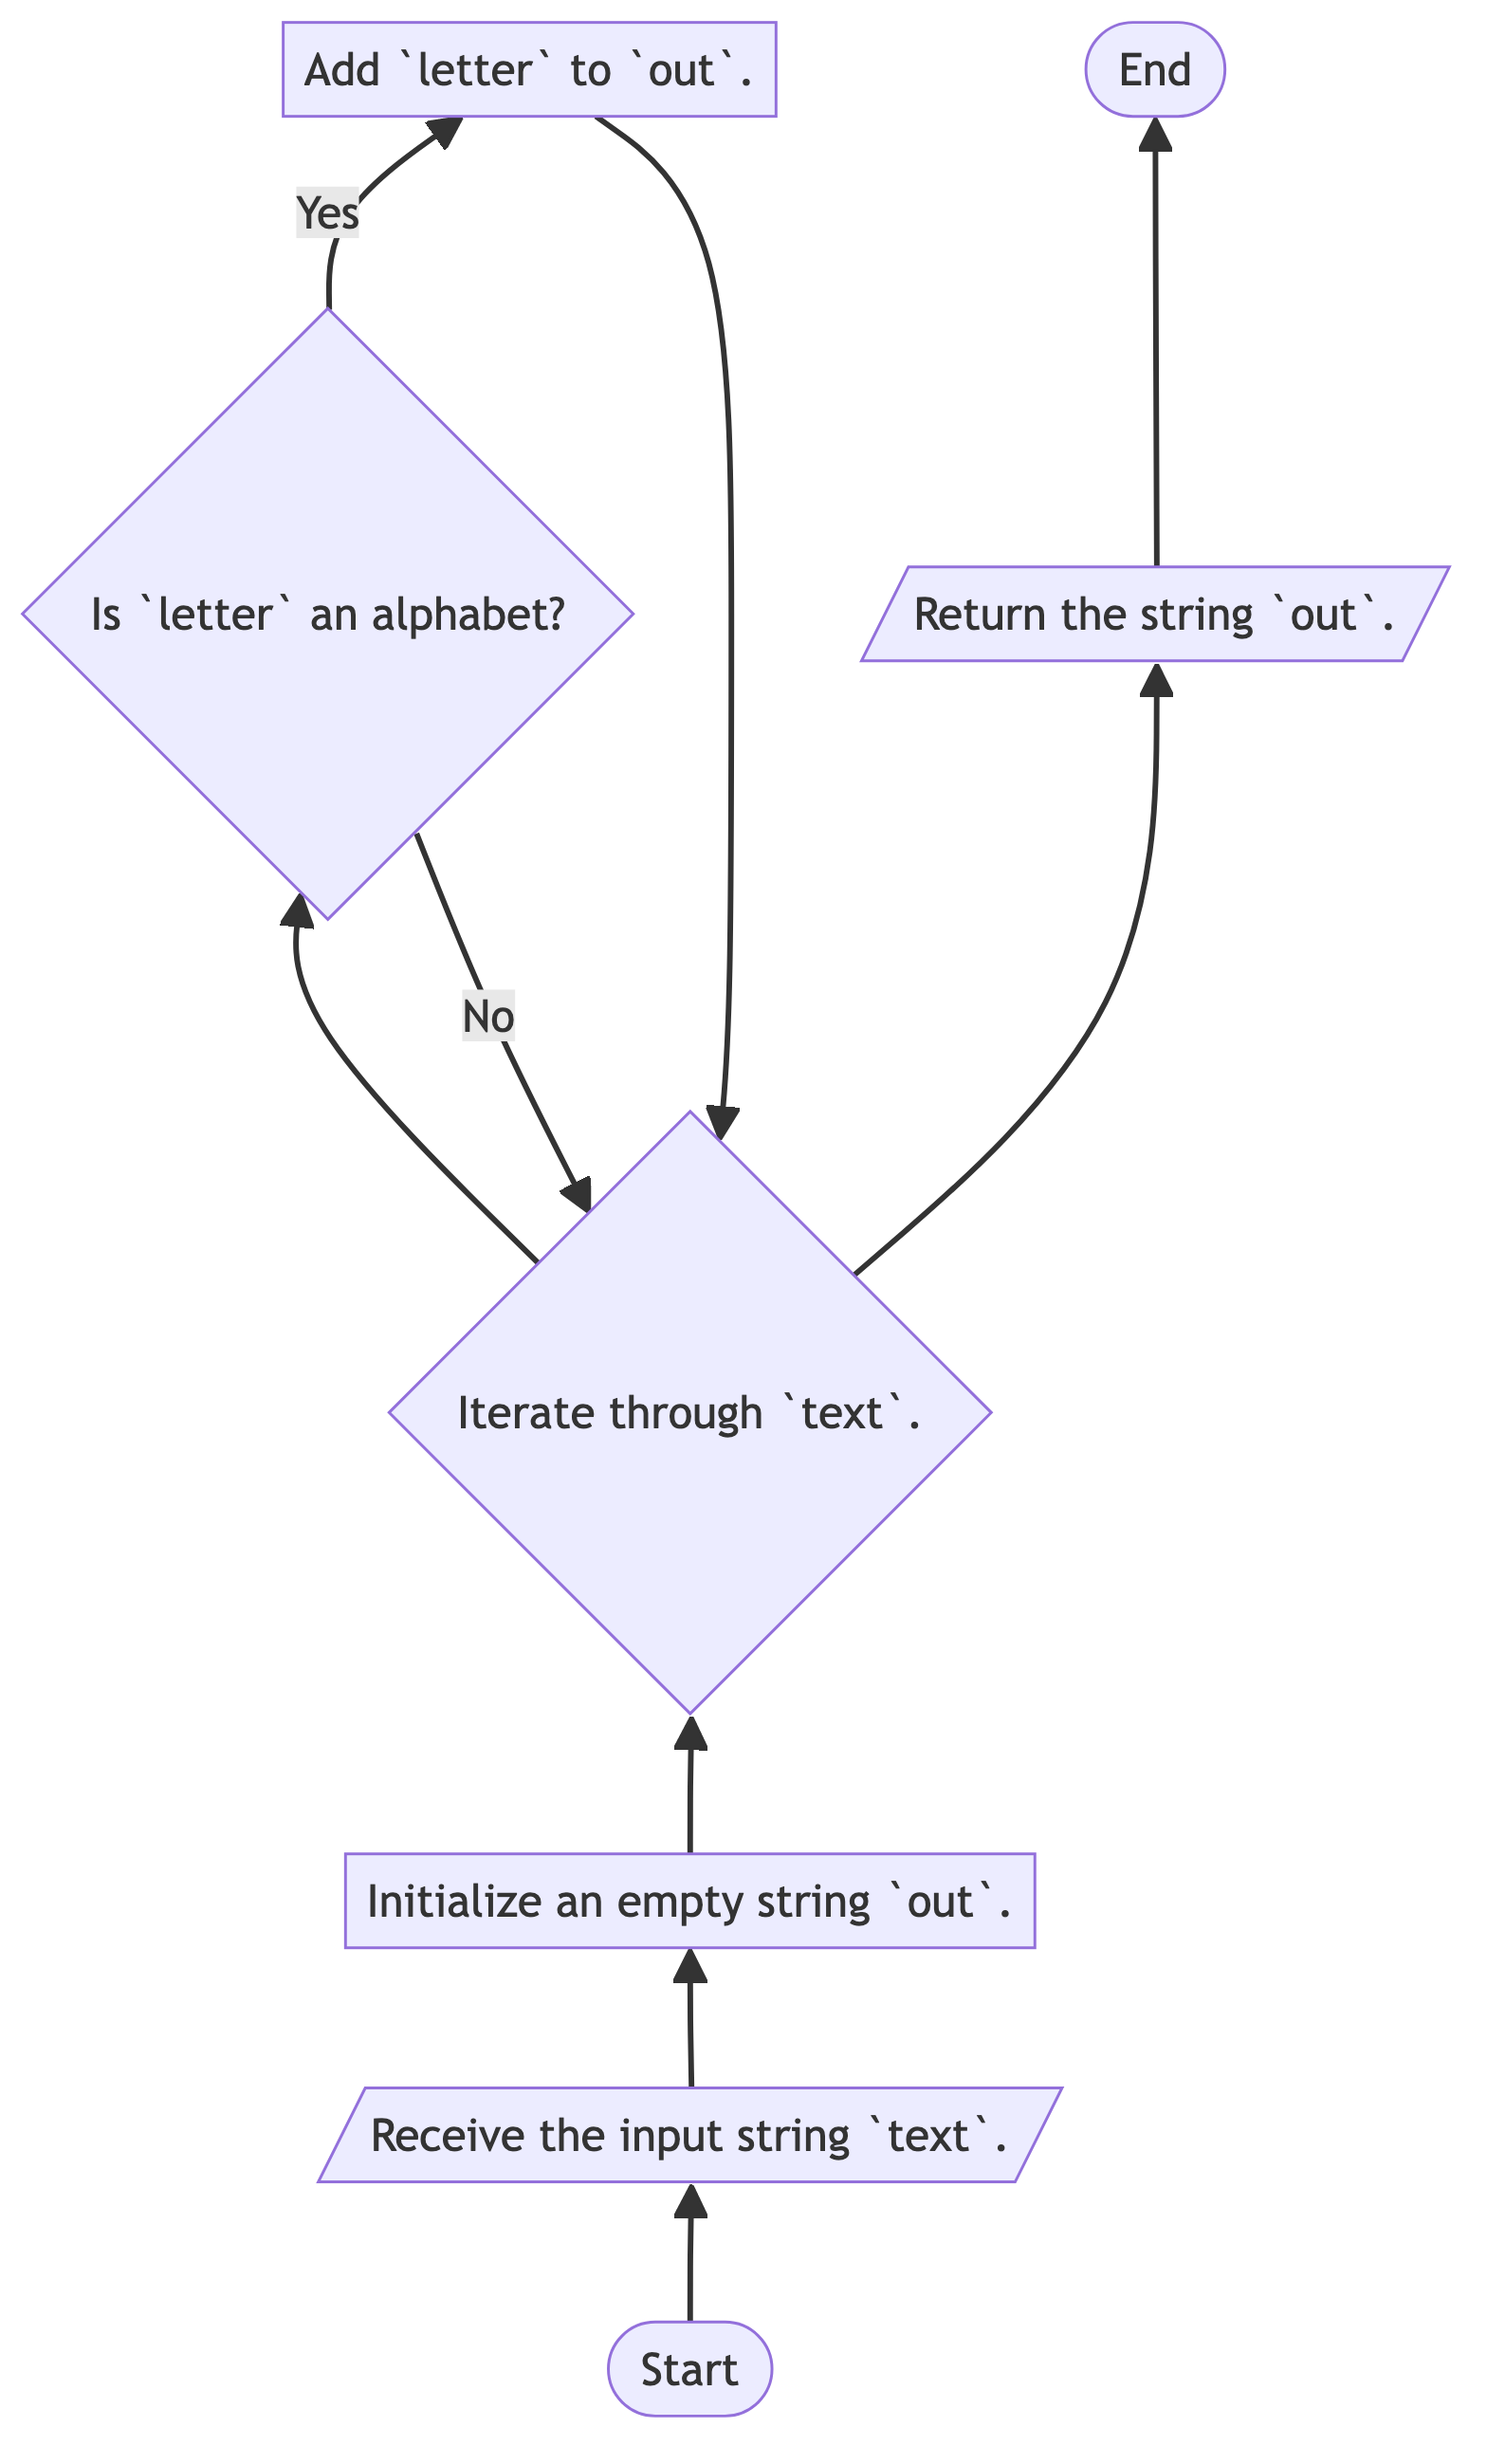 Add `letter` to `out`.
End
Yes
Is `letter` an alphabet?
Return the string `out`.
No
Iterate through `text`.
Initialize an empty string `out`.
Receive the input string `text`.
Start